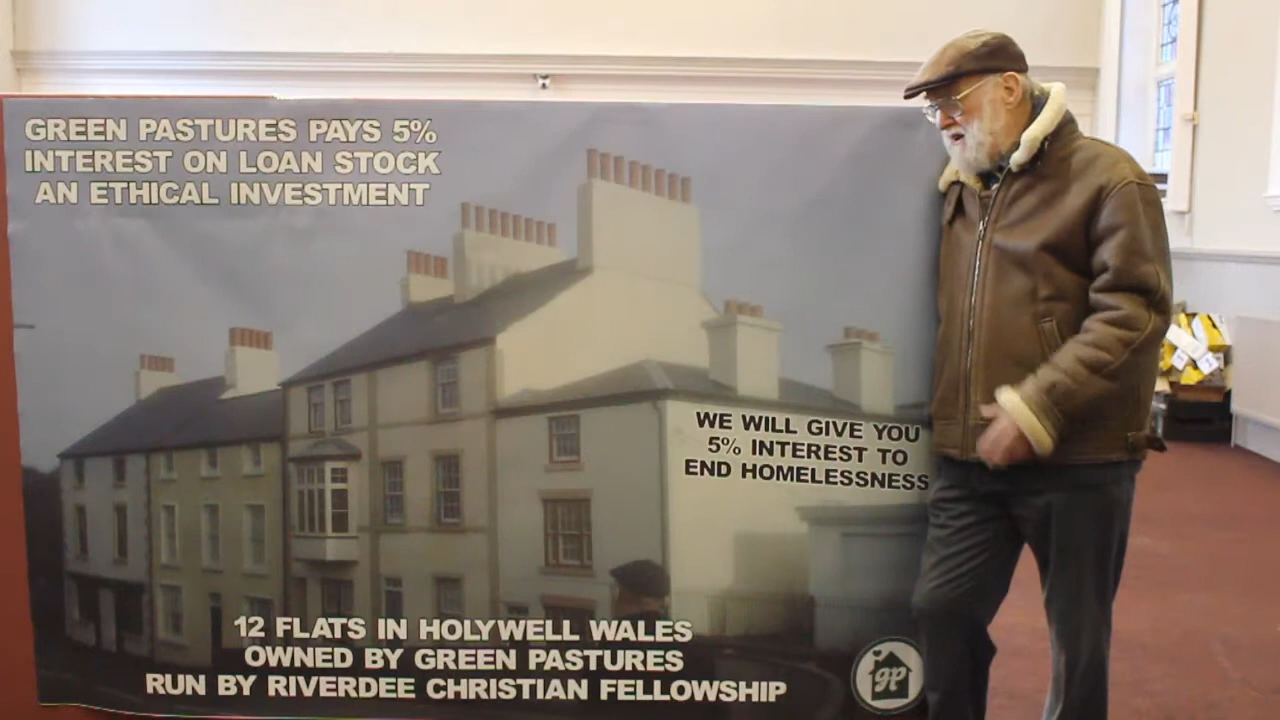 GREEN PASTURES PAYS 5%
INTEREST ON LOAN STOCK
AN ETHICAL INVESTMENT
WE WILL GIVE YOU
5% INTEREST TO
END HOMELESSNESS
12 FLATS IN HOLYWELL WALES
OWNED BY GREEN PASTURES
RUN BY RIVERDEE CHRISTIAN FELLOWSHIP
gp